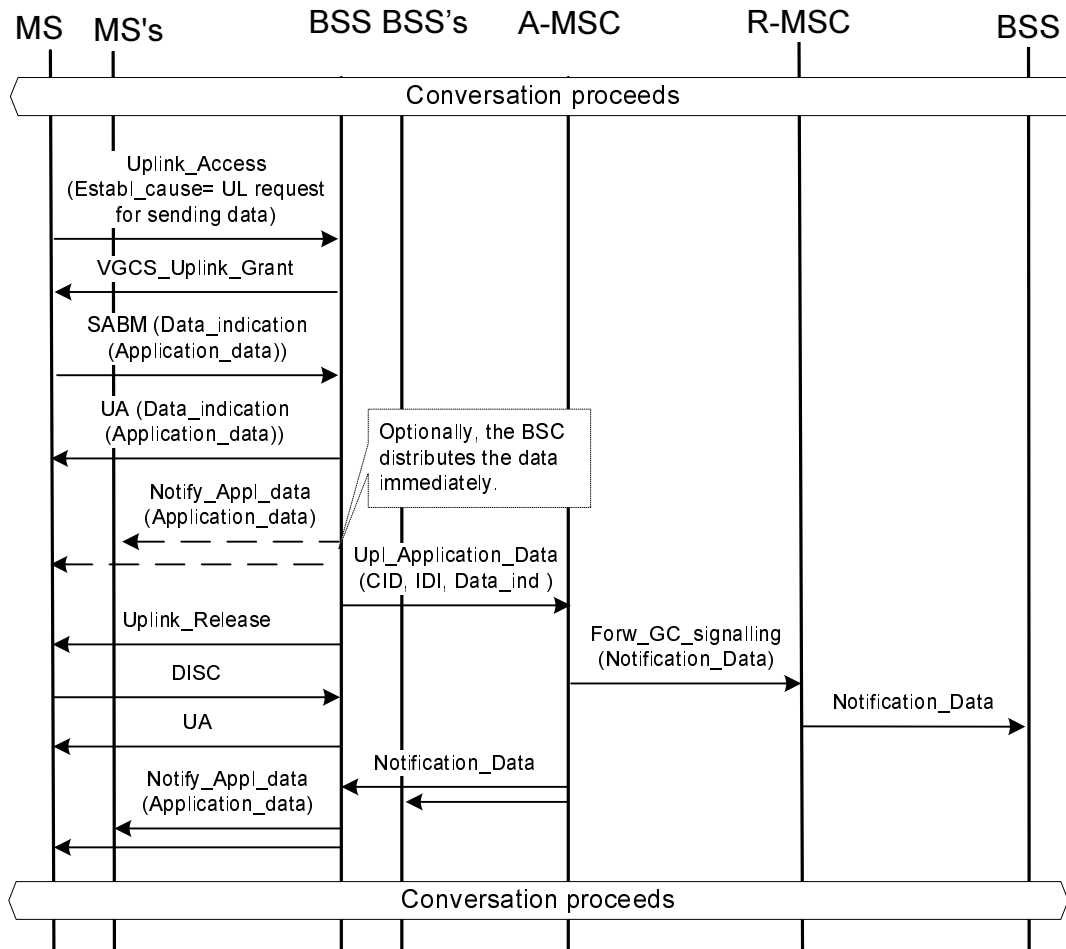 MS MS's BSS BSS's A-MSC R-MSC BSS
Conversation proceeds
Uplink_Access
(Establ_cause= UL request
for sending data)
VGCS_Uplink_Grant
SABM (Data_indication
(Application_data))
UA (Data_indication
(Application_data))
Optionally, the BSC
distributes the data
immediately.
Notify_Appl_data
(Application_data)
Upl_Application_Data
(CID, IDI, Data_ind )
Uplink_Release
Forw_GC_signalling
(Notification_Data)
DISC
Notification_Data
UA
Notification_Data
Notify_Appl_data
(Application_data)
Conversation proceeds